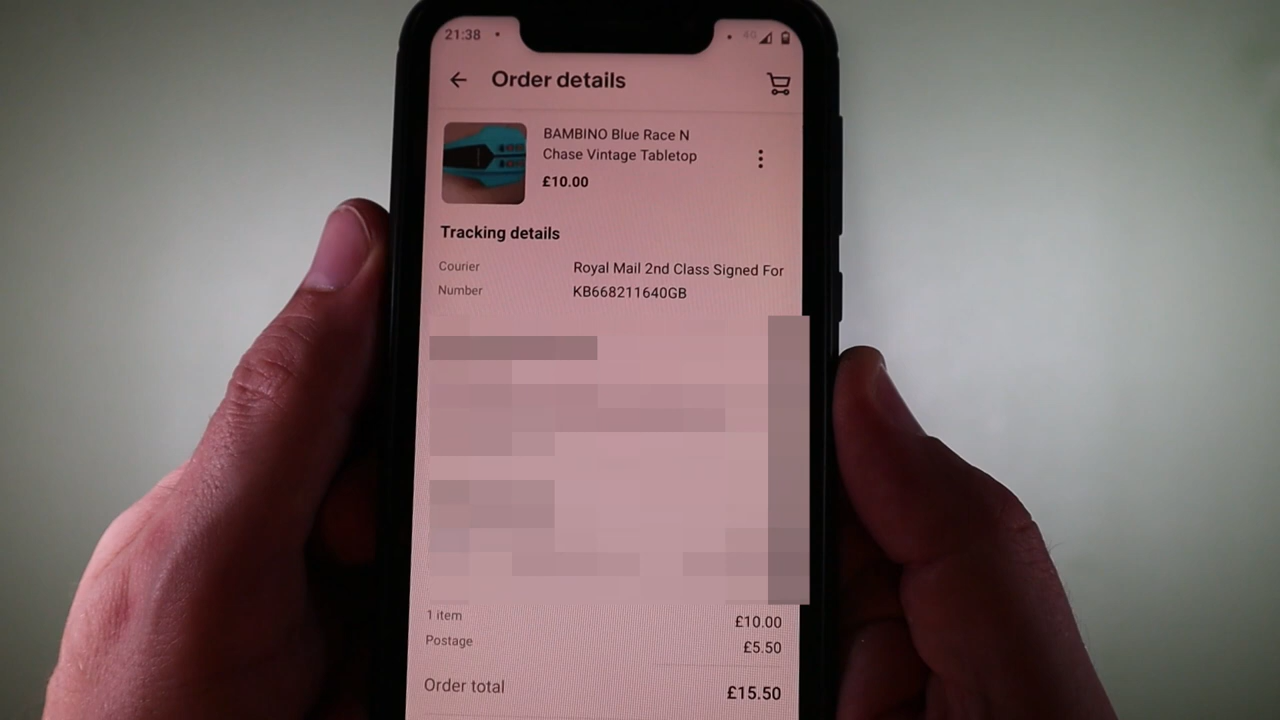 21:38
4G
Order details
BAMBINO Blue Race N
Chase Vintage Tabletop
£10.00
Tracking details
Courier Royal Mail 2nd Class Signed For
Number KB668211640GB
1 item £10.00
Postage £5.50
Order total £15.50